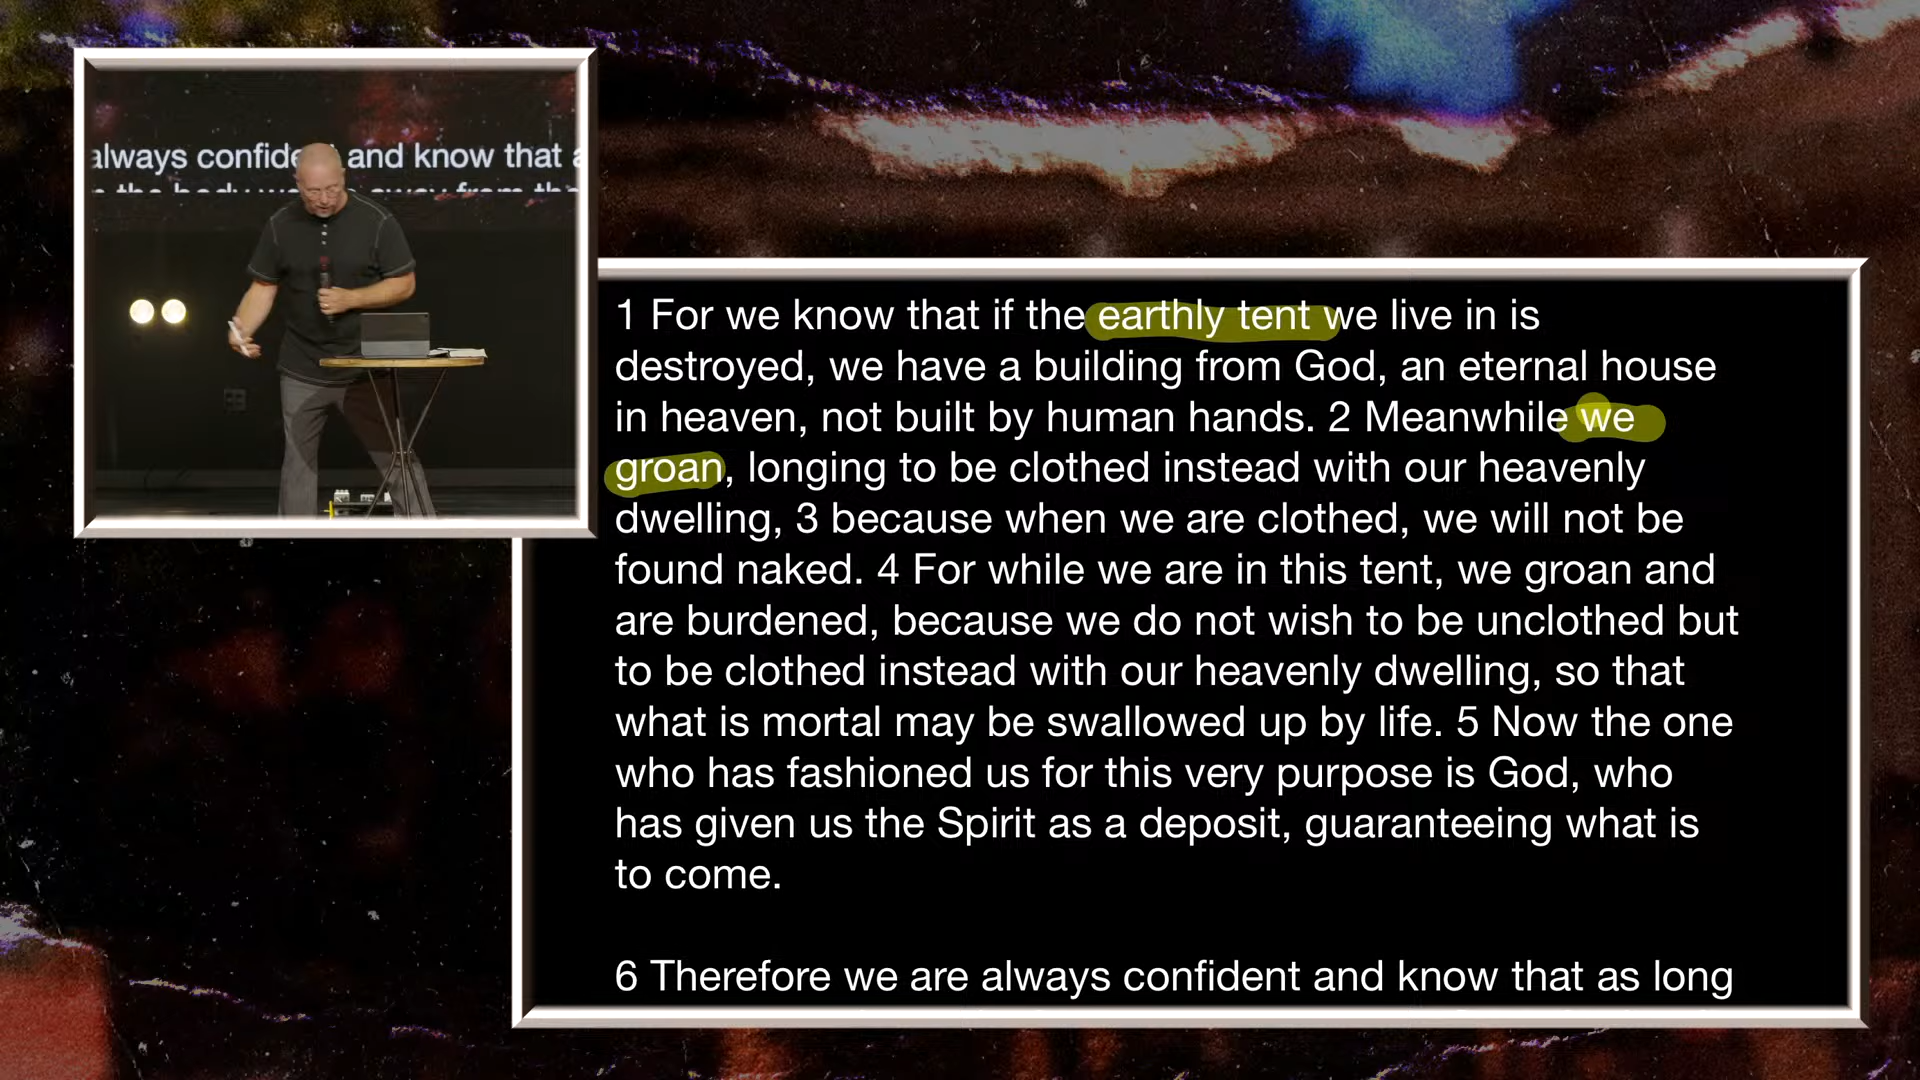 always confide and know that
1 For we know that if the earthly tent we live in is
destroyed, we have a building from God, an eternal house
in heaven, not built by human hands. 2 Meanwhile we
groan, longing to be clothed instead with our heavenly
dwelling, 3 because when we are clothed, we will not be
found naked. 4 For while we are in this tent, we groan and
are burdened, because we do not wish to be unclothed but
to be clothed instead with our heavenly dwelling, so that
what is mortal may be swallowed up by life. 5 Now the one
who has fashioned us for this very purpose is God, who
has given us the Spirit as a deposit, guaranteeing what is
to come.
6 Therefore we are always confident and know that as long